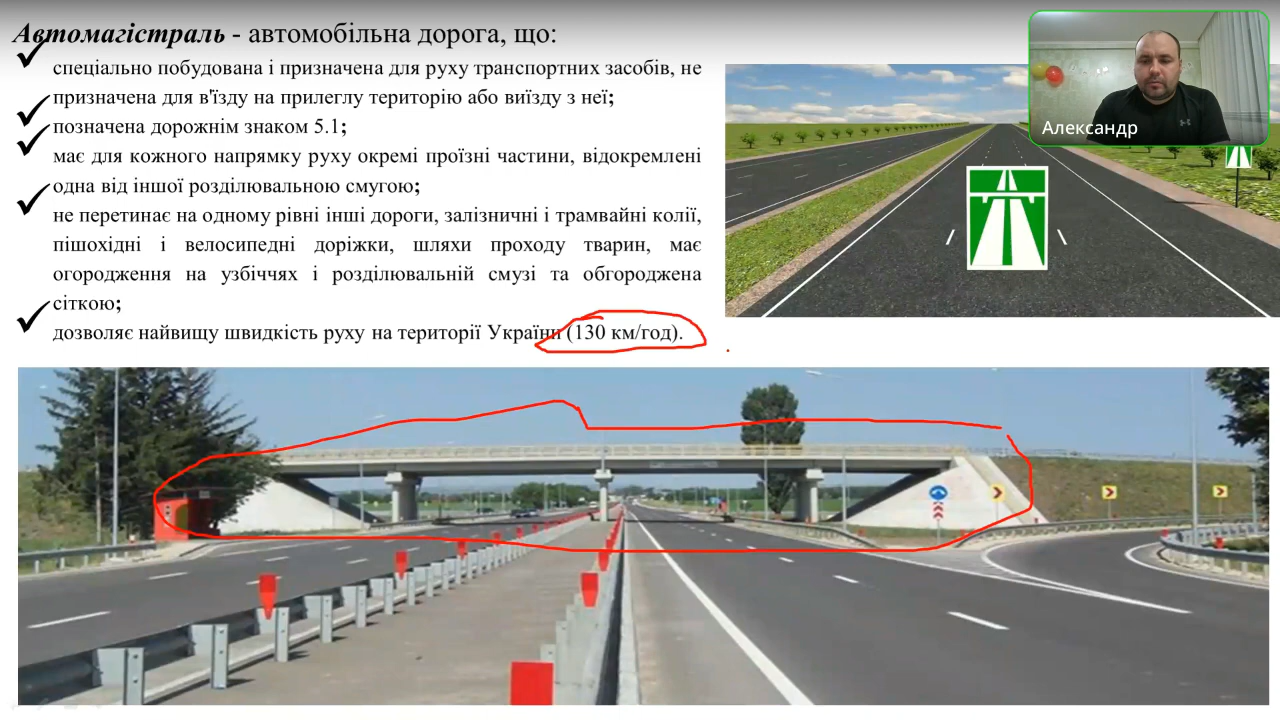 Автомагістраль - автомобільна дорога, що:
спеціально побудована і призначена для руху транспортних засобів, не
призначена для в'їзду на прилеглу територію або виїзду з неї;
позначена дорожнім знаком 5.1;
має для кожного напрямку руху окремі проїзні частини, відокремлені
одна від іншої розділювальною смугою;
не перетинає на одному рівні інші дороги, залізничні і трамвайні колії,
пішохідні і велосипедні доріжки, шляхи проходу тварин, має
огородження на узбіччях і розділювальній смузі та обгороджена
сіткою;
дозволяє найвищу швидкість руху на території України (130 км/год).
Александр